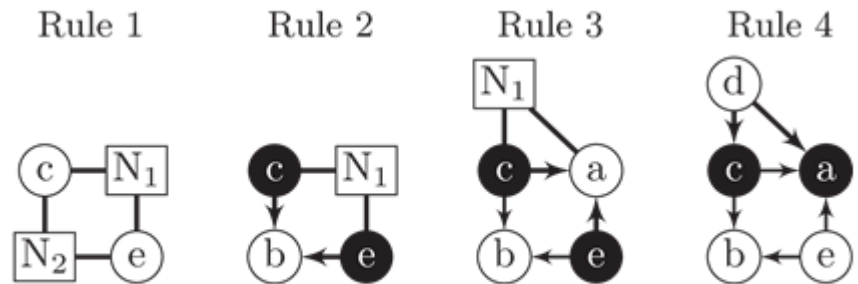 Rule 1 Rule 2 Rule 3 Rule 4
N₁ d
c N₁ c N₁ c a c a
N₂ e b e b e b e